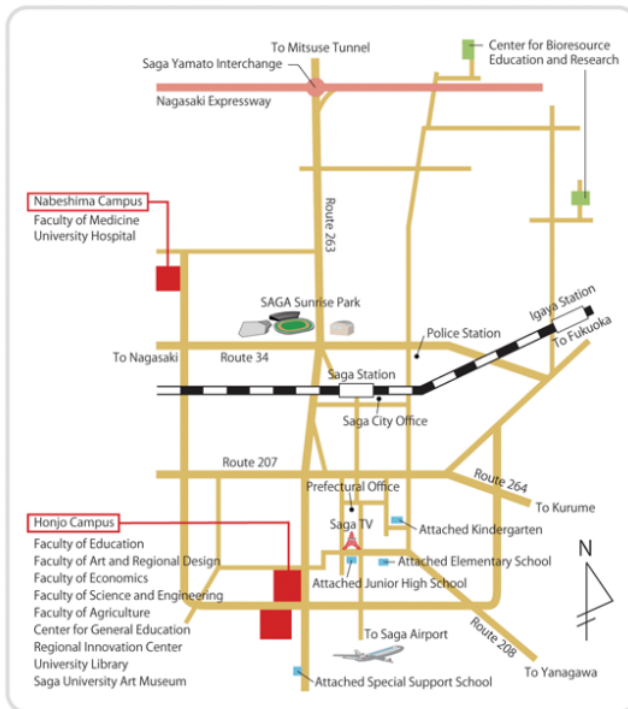 To Mitsuse Tunnel
Saga Yamato Interchange
Nagasaki Expressway
Center for Bioresource
Education and Research
Nabeshima Campus
Faculty of Medicine
University Hospital
Route 263
SAGA Sunrise Park
Igaya Station
To Fukuoka
Police Station
To Nagasaki
Route 34
Saga Station
Saga City Office
Route 207
Prefectural Office
Route 264
To Kurume
Saga TV
Attached Kindergarten
Honjo Campus
Faculty of Education
Faculty of Art and Regional Design
Faculty of Economics
Faculty of Science and Engineering
Faculty of Agriculture
Center for General Education
Regional Innovation Center
University Library
Saga University Art Museum
Attached Elementary School
Attached Junior High School
N
To Saga Airport
Route 208
To Yanagawa
Attached Special Support School